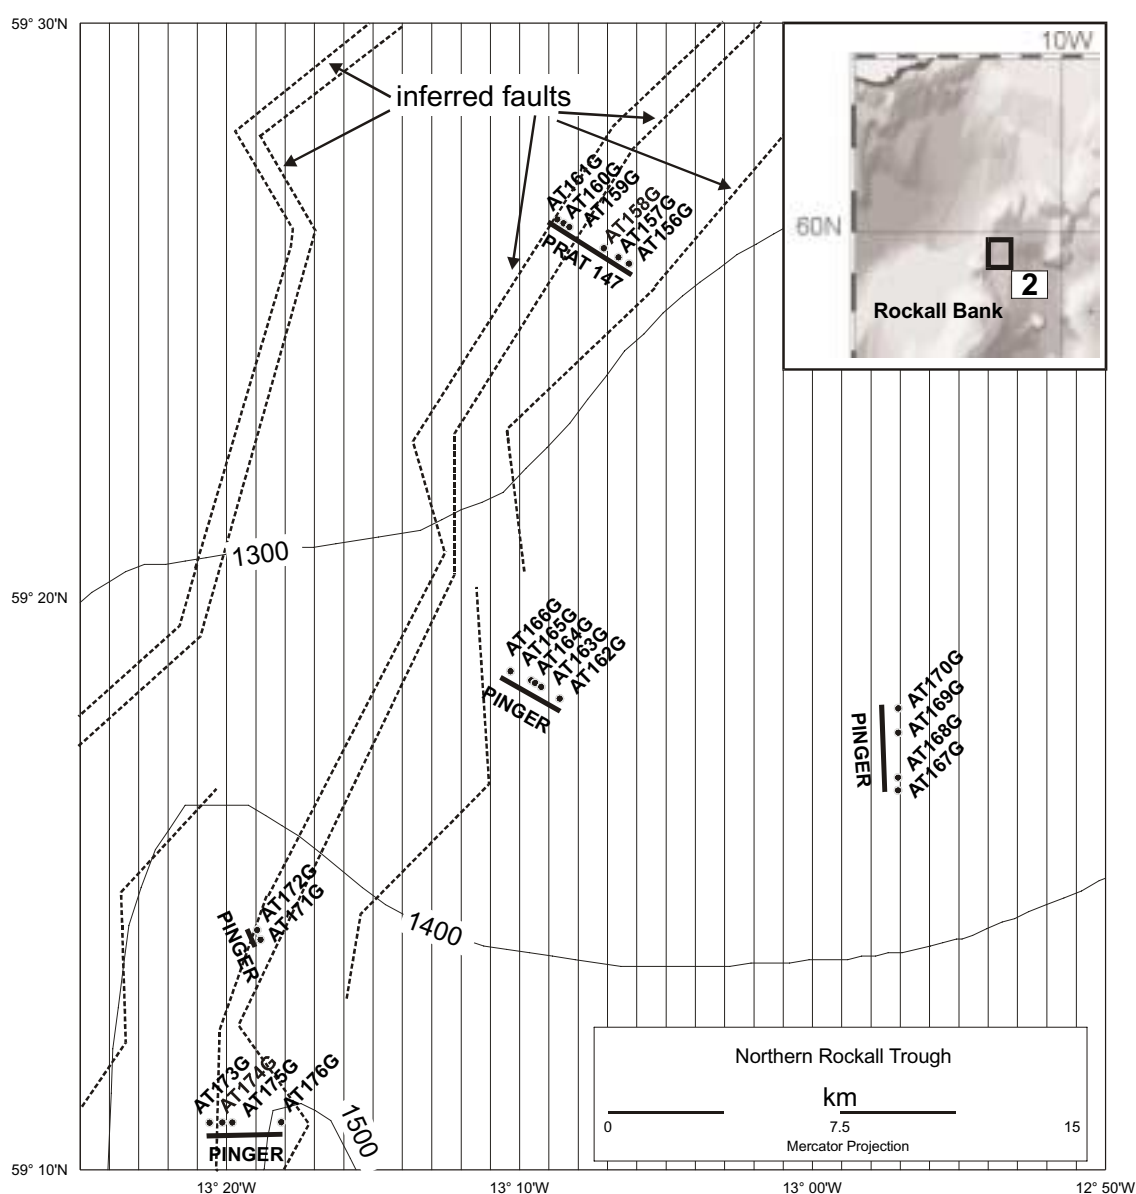 59° 30'N
10W
inferred faults
AT161G
AT160G
AT159G
AT158G
AT157G
AT156G
PRAT 147
60N
2
Rockall Bank
1300
59° 20'N
AT166G
AT165G
AT164G
AT163G
AT162G
PINGER
AT170G
AT169G
AT168G
AT167G
PINGER
AT172G
AT171G
PINGER
1400
Northern Rockall Trough
km
0 7.5 15
Mercator Projection
AT173G
AT174G
AT175G
AT176G
PINGER
1500
59° 10'N
13° 20'W 13° 10'W 13° 00'W 12° 50'W